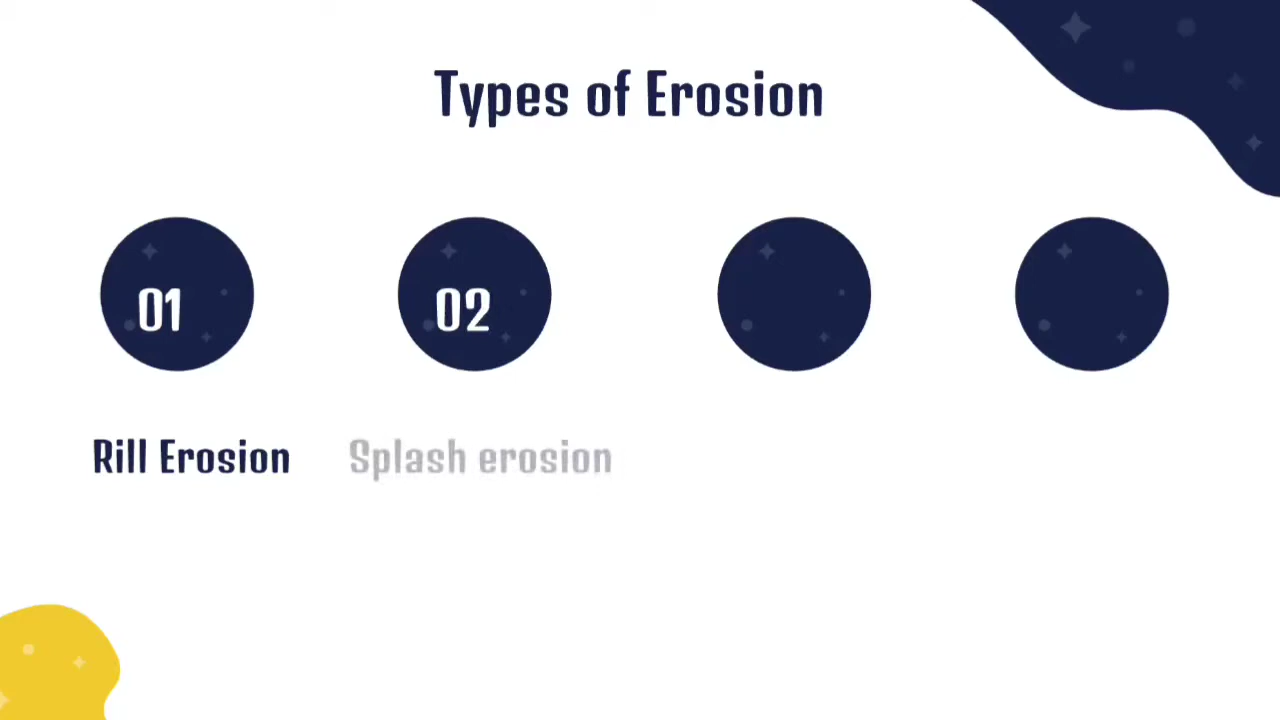 Types of Erosion
01
02
Rill Erosion
Splash erosion